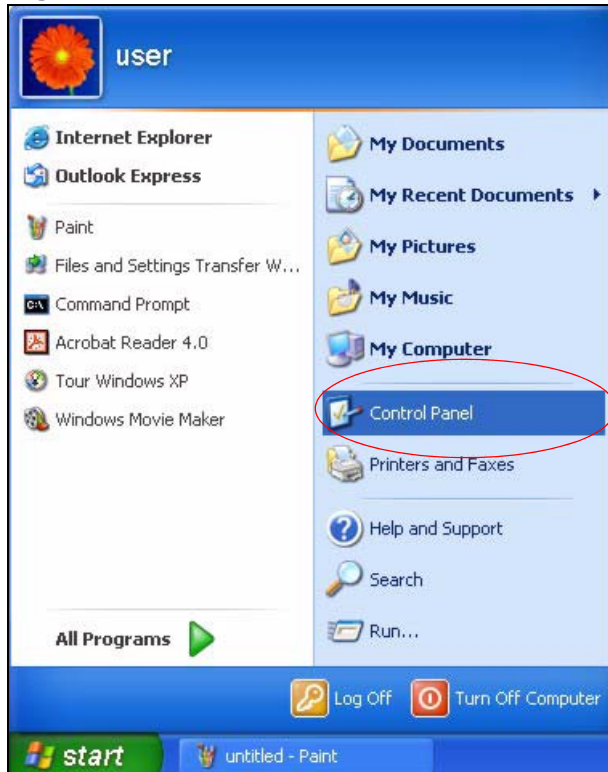 user
Internet Explorer
Outlook Express
Paint
Files and Settings Transfer W...
Command Prompt
Acrobat Reader 4.0
Tour Windows XP
Windows Movie Maker
All Programs
My Documents
My Recent Documents
My Pictures
My Music
My Computer
Control Panel
Printers and Faxes
Help and Support
Search
Run...
Log Off
Turn Off Computer
start
untitled - Paint